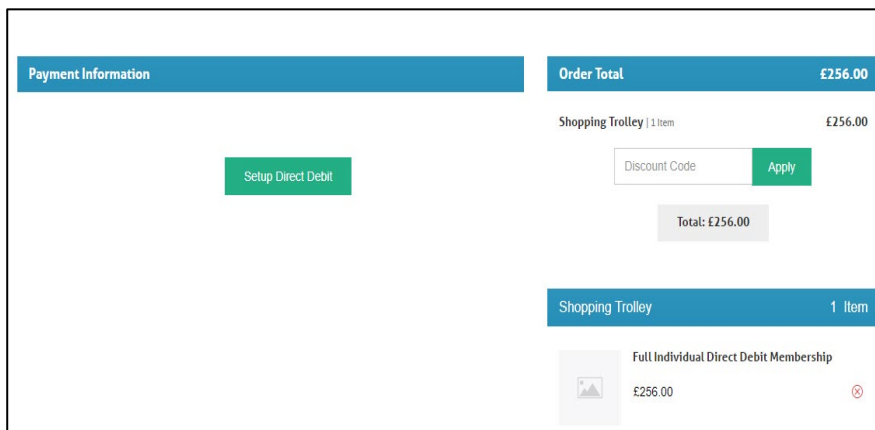 Payment Information
Setup Direct Debit
Order Total £256.00
Shopping Trolley | 1 Item £256.00
Discount Code Apply
Total: £256.00
Shopping Trolley 1 Item
Full Individual Direct Debit Membership
£256.00